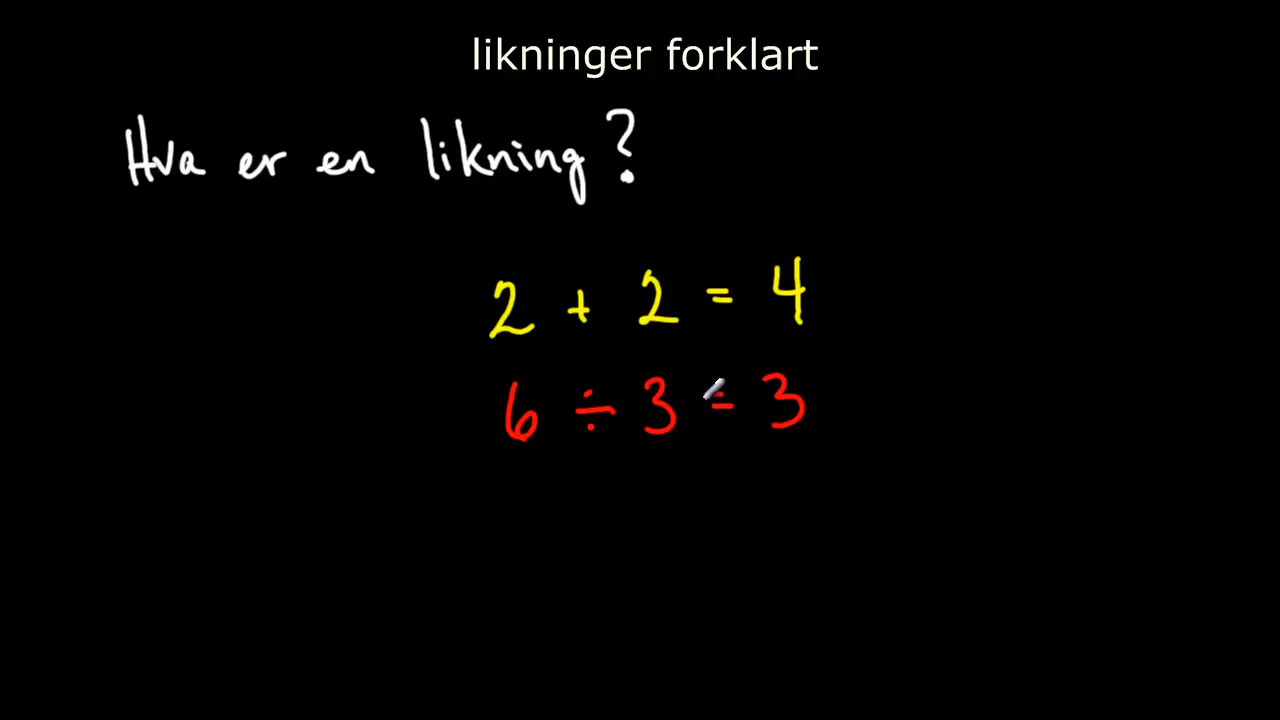 likninger forklart
Hva er en likning?
2 + 2 = 4
6 ÷ 3 = 3